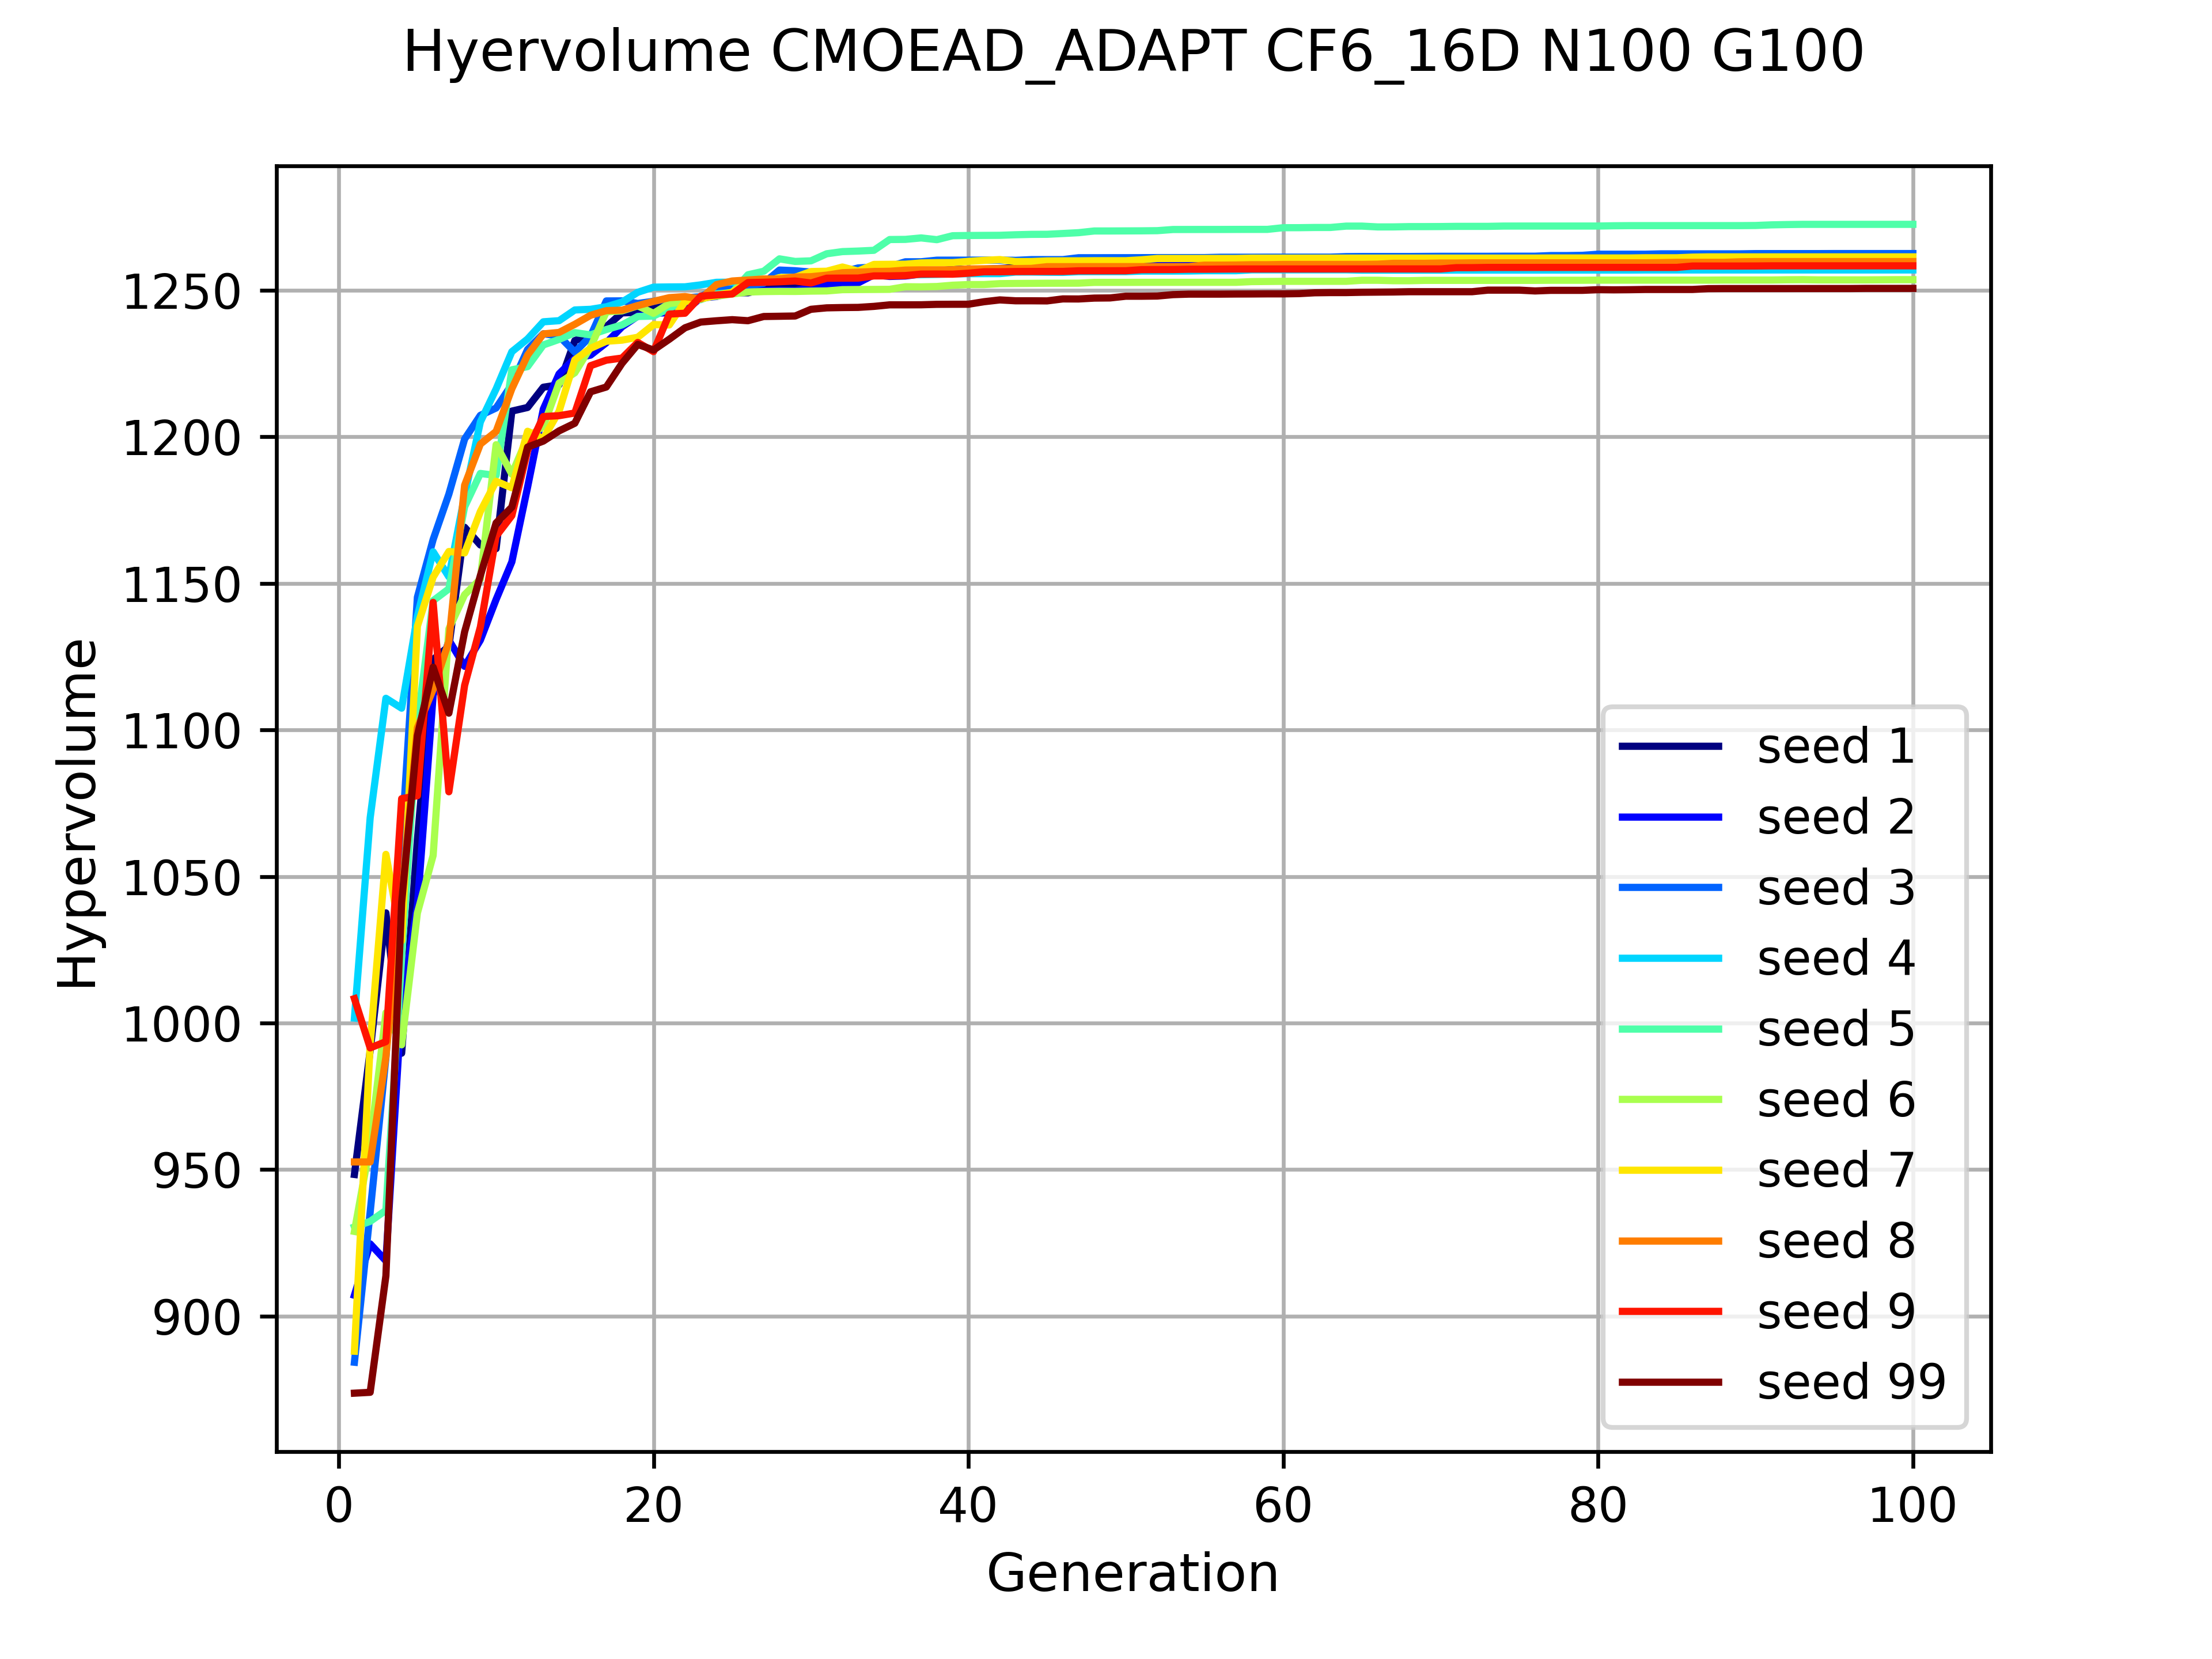 Hyervolume CMOEAD_ADAPT CF6_16D N100 G100
Hypervolume
1250
1200
1150
1100
1050
1000
950
900
0 20 40 60 80 100
Generation
seed 1
seed 2
seed 3
seed 4
seed 5
seed 6
seed 7
seed 8
seed 9
seed 99